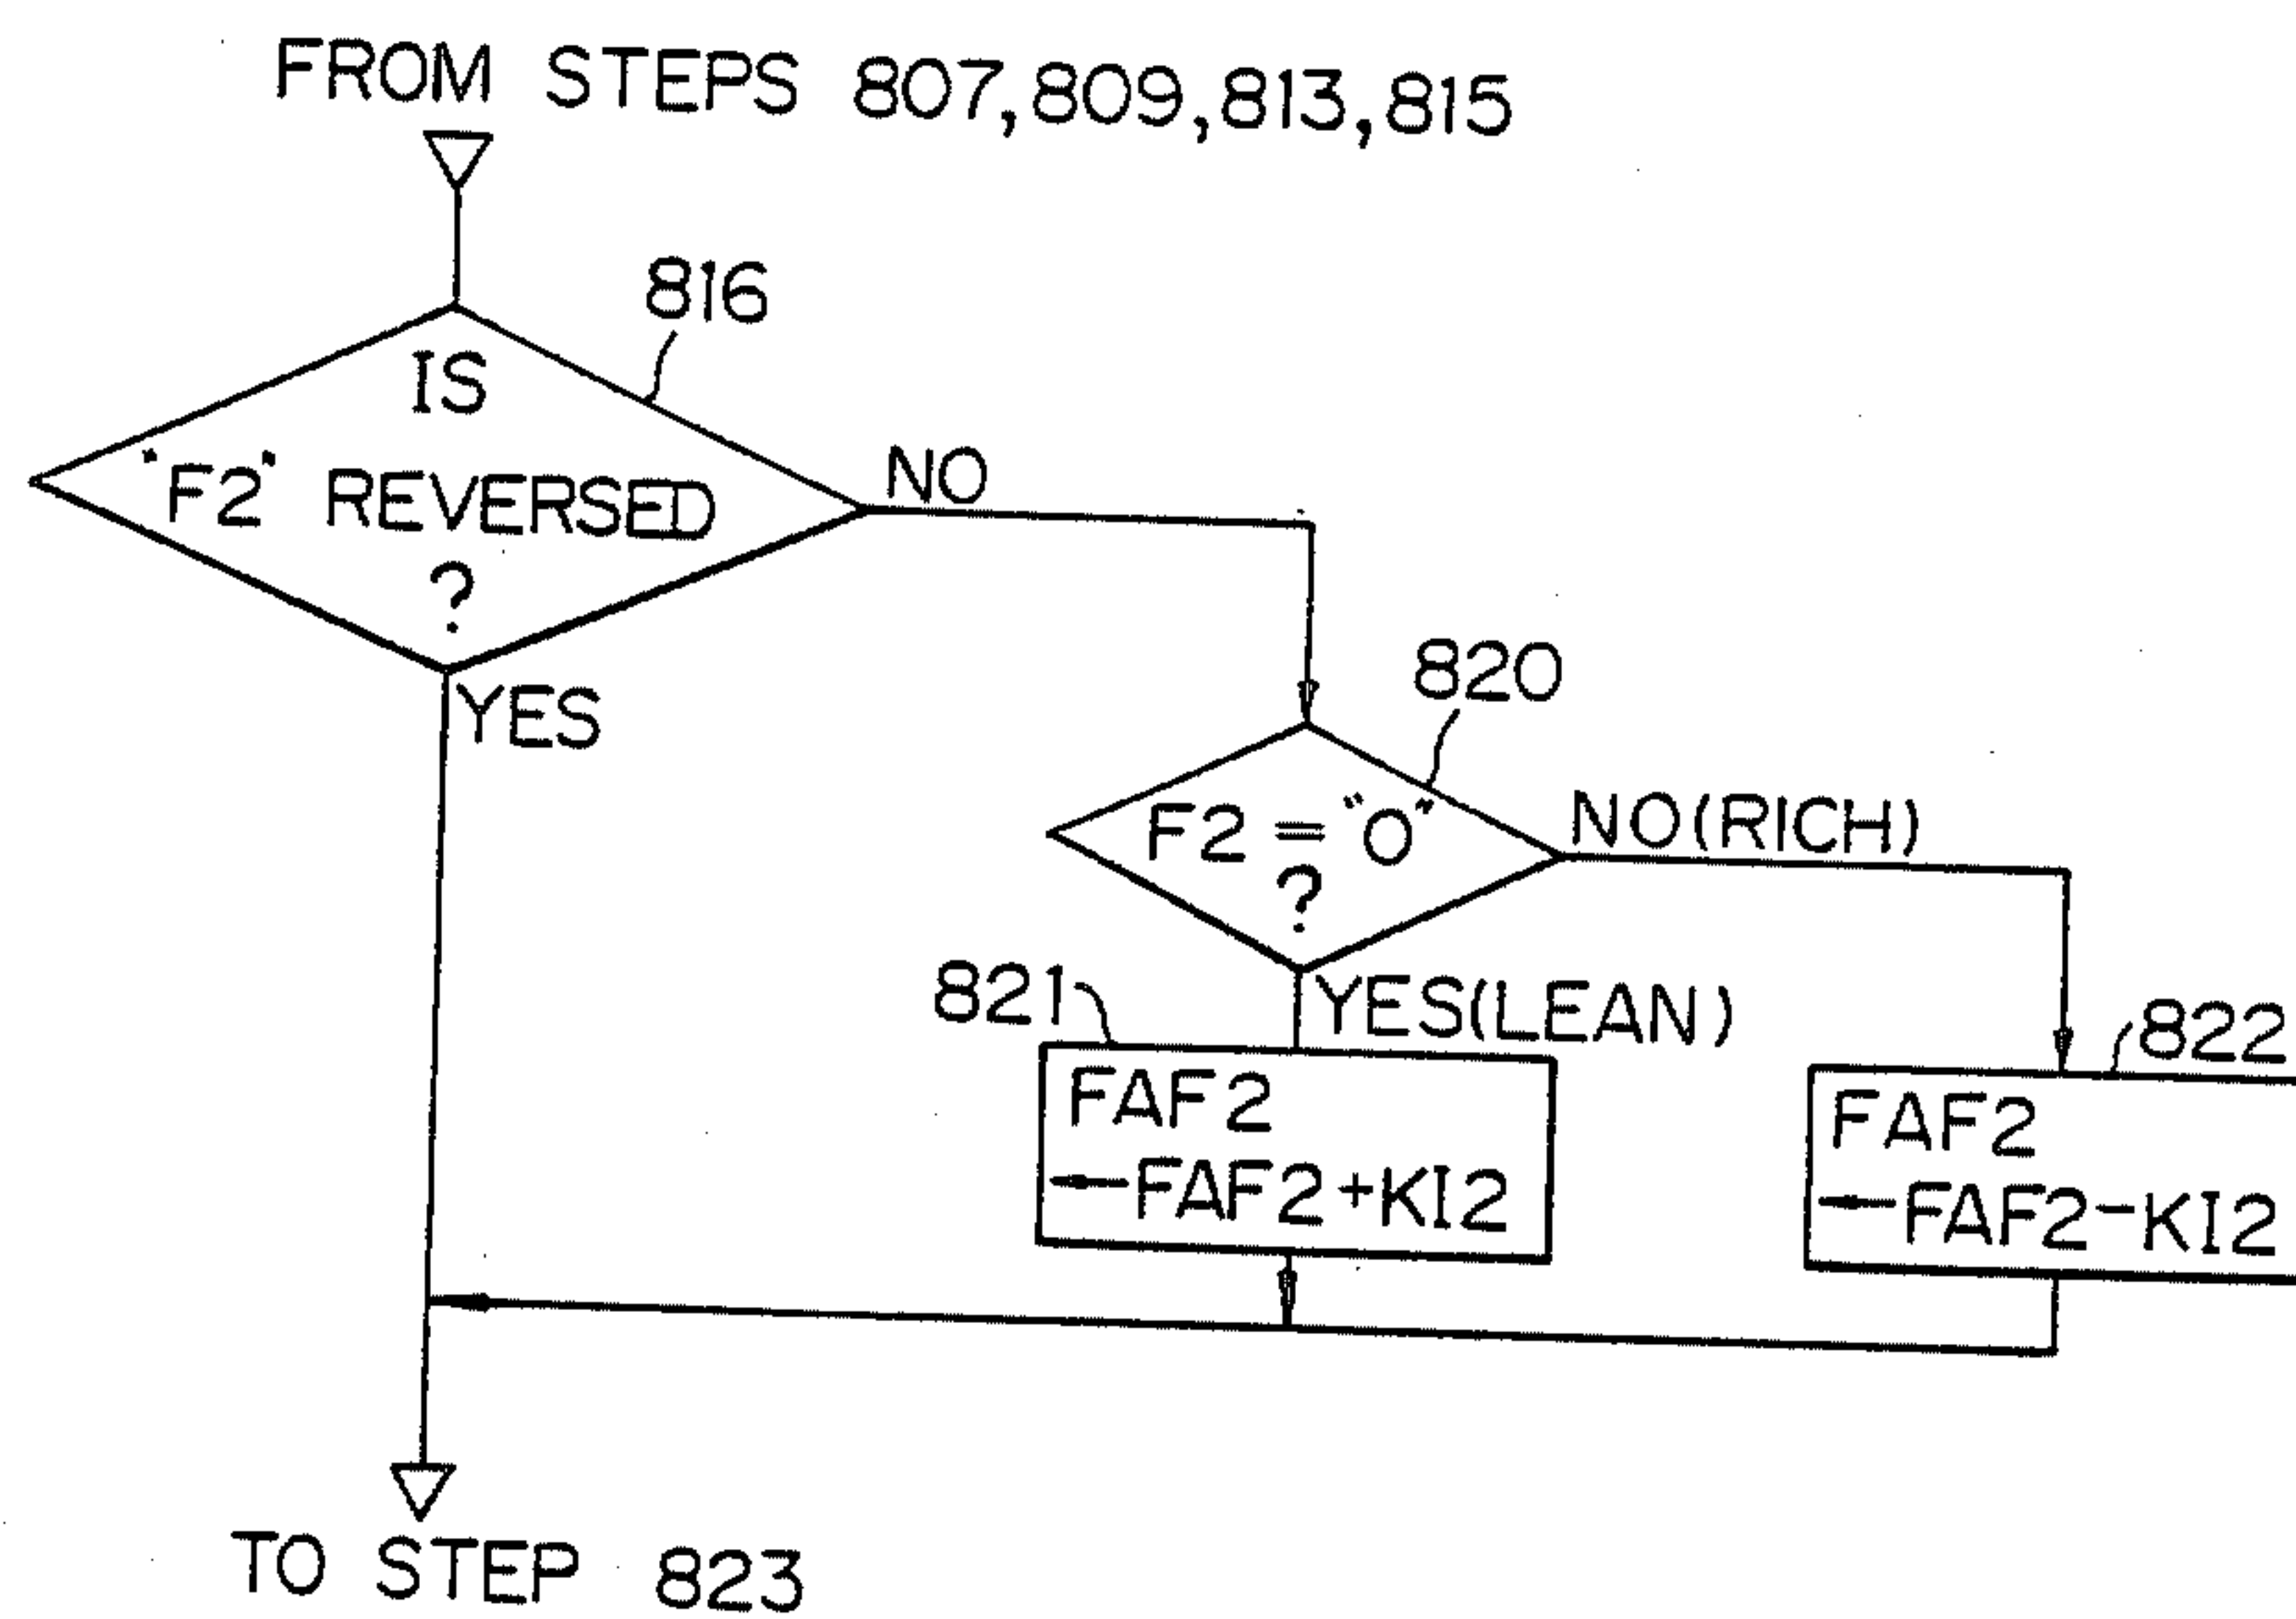 FROM STEPS 807,809,813,815
816
IS
"F2" REVERSED
?
NO
YES
820
F2 = "0"
?
NO(RICH)
YES(LEAN)
821
FAF2
←FAF2+KI2
822
FAF2
←FAF2-KI2
TO STEP 823